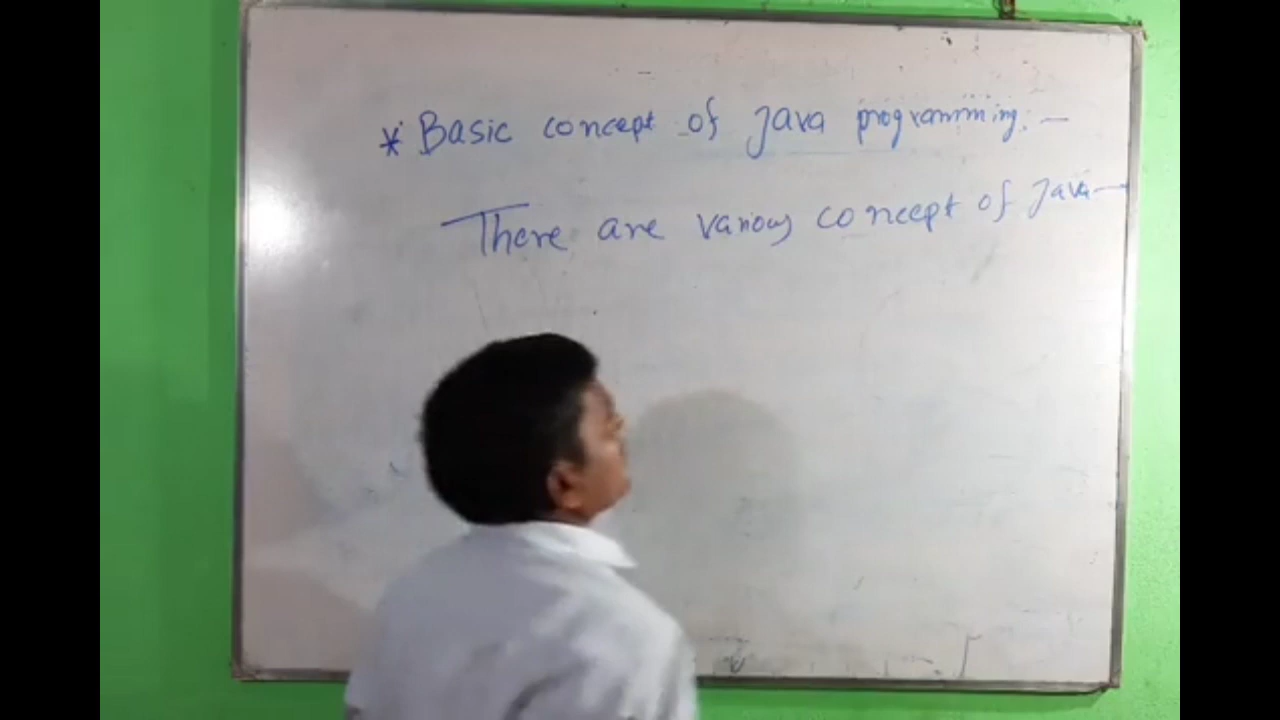 * Basic concept of Java programming: —
There are various concept of Java —